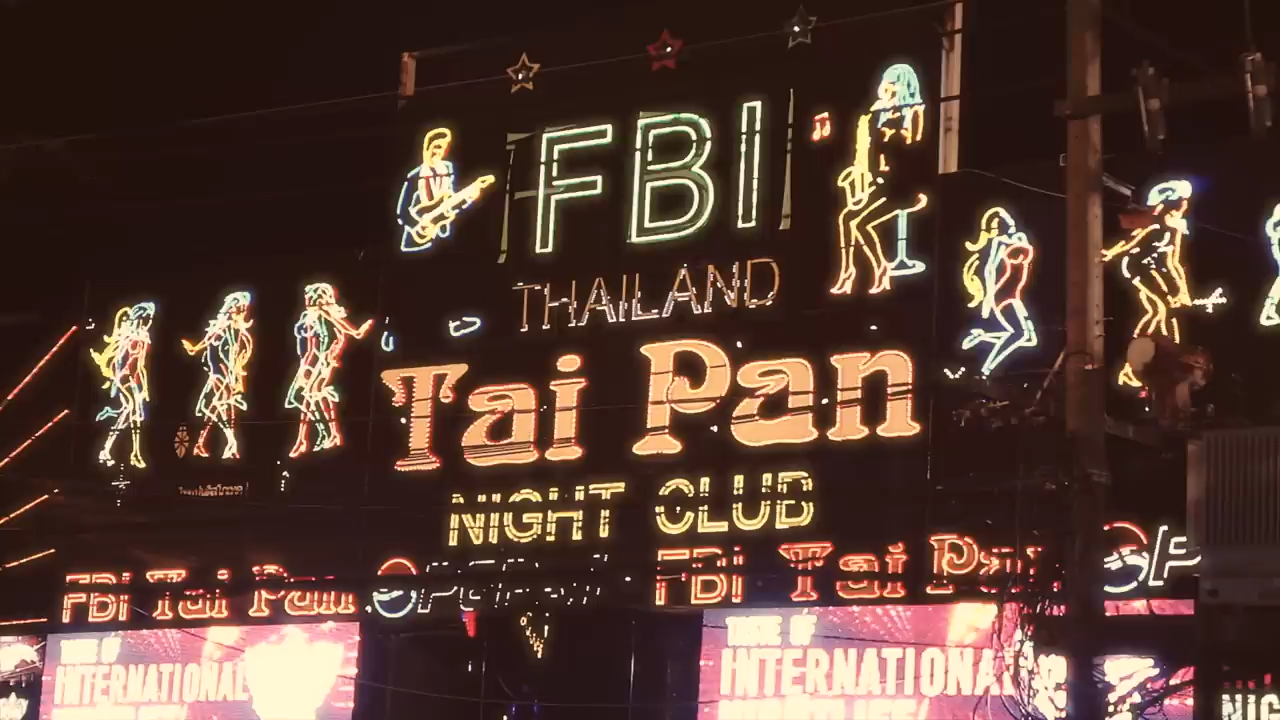 FBI
THAILAND
Tai Pan
NIGHT CLUB
FBI Tai Pan
FBI Tai Pan
INTERNATIONAL
INTERNATIONAL